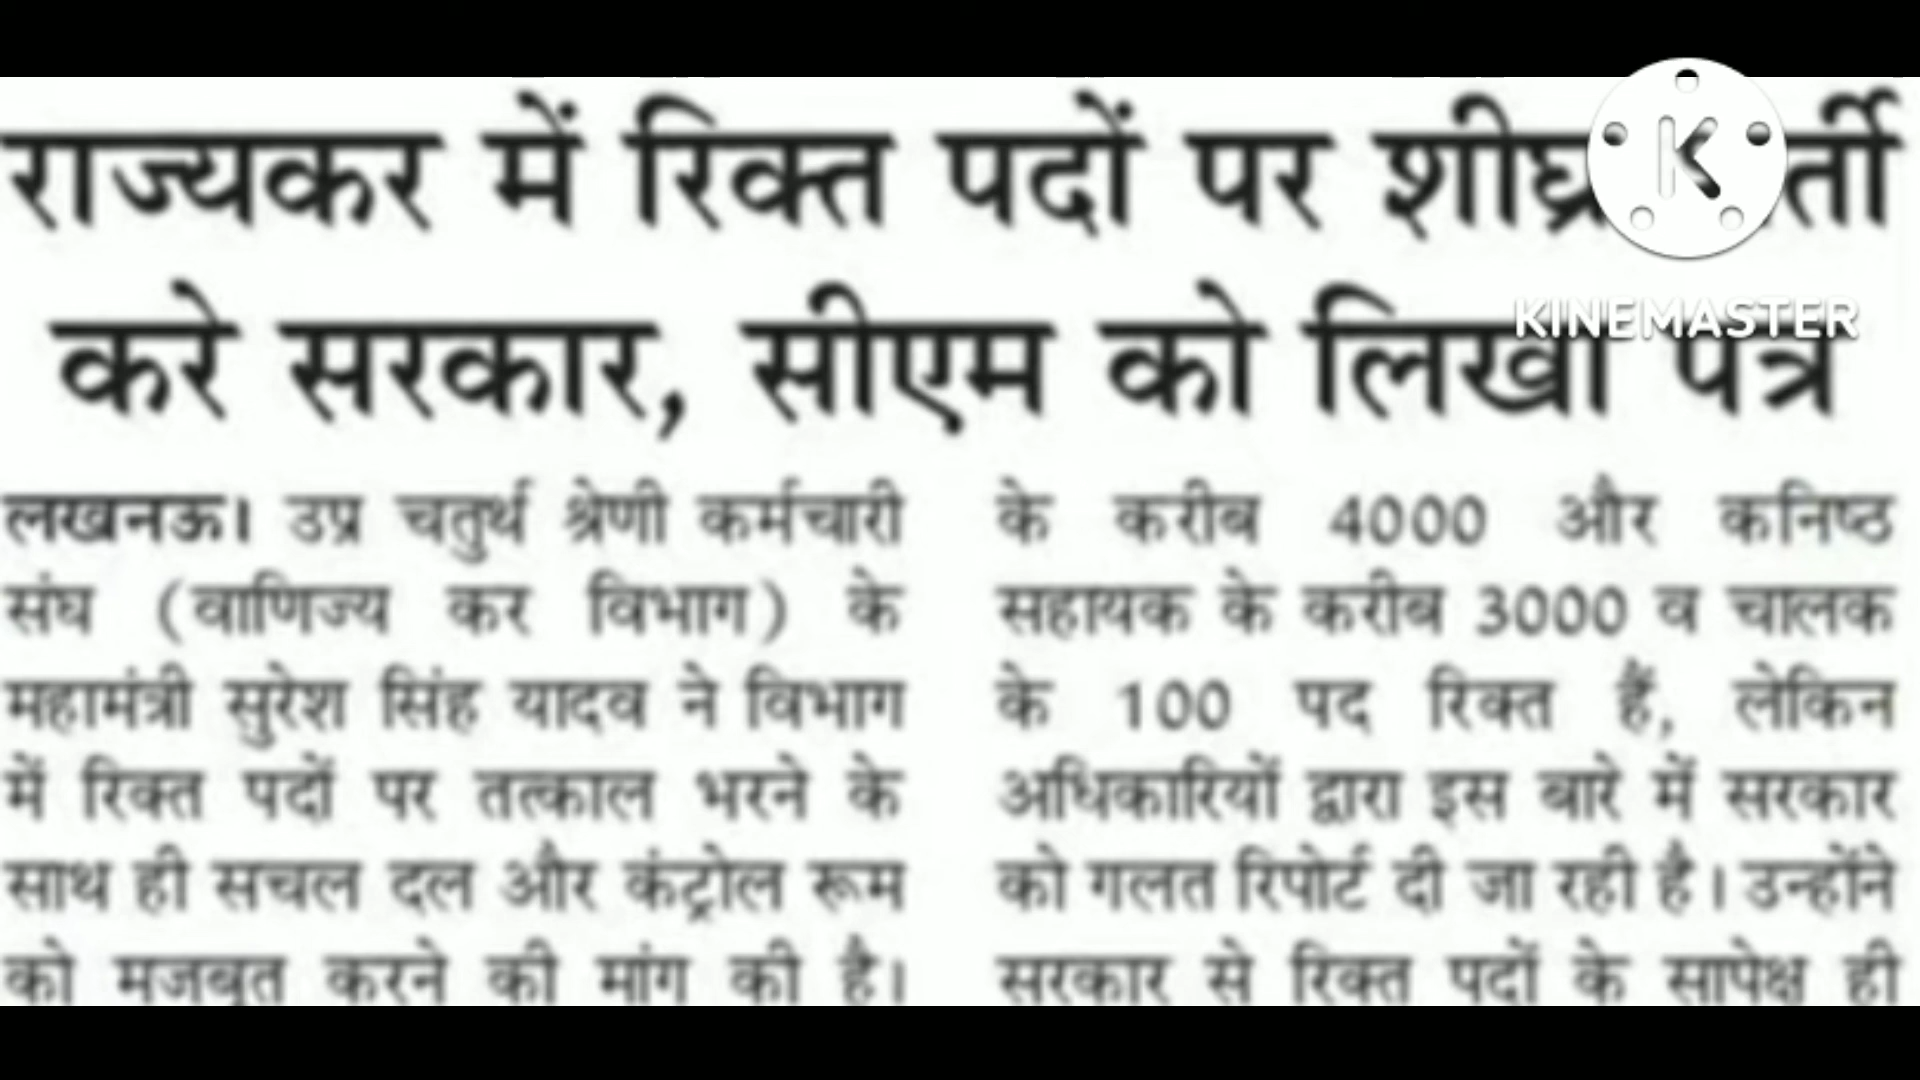 राज्यकर में रिक्त पदों पर शीघ्र
करे सरकार, सीएम को लिखा पत्र
लखनऊ। उप्र चतुर्थ श्रेणी कर्मचारी
संघ (वाणिज्य कर विभाग) के
महामंत्री सुरेश सिंह यादव ने विभाग
में रिक्त पदों पर तत्काल भरने के
साथ ही सचल दल और कंट्रोल रूम
को मजबूत करने की मांग की है।
के करीब 4000 और कनिष्ठ
सहायक के करीब 3000 व चालक
के 100 पद रिक्त हैं, लेकिन
अधिकारियों द्वारा इस बारे में सरकार
को गलत रिपोर्ट दी जा रही है। उन्होंने
सरकार से रिक्त पदों के सापेक्ष ही
K
KINEMASTER